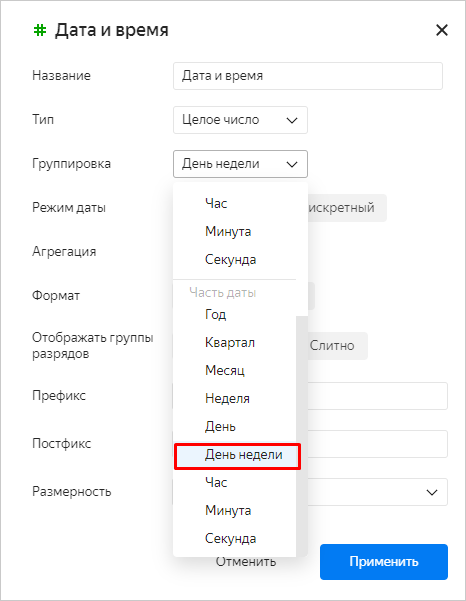 Дата и время
Название
Дата и время
Тип
Целое число
Группировка
День недели
Режим даты
искретный
Агрегация
Формат
Отображать группы
разрядов
Слитно
Префикс
Постфикс
Размерность
Час
Минута
Секунда
Часть даты
Год
Квартал
Месяц
Неделя
День
День недели
Час
Минута
Секунда
Отменить
Применить